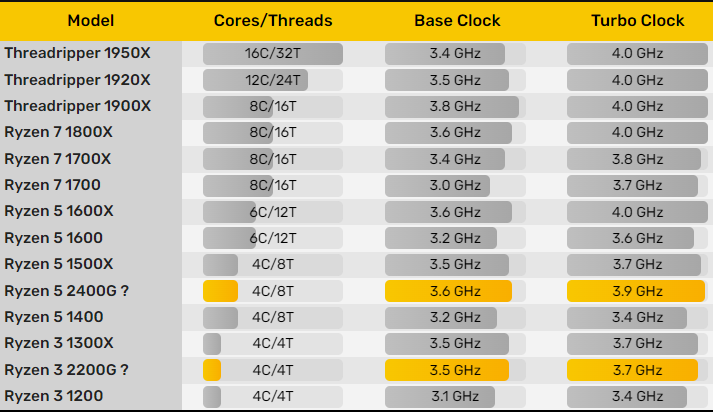 Model Cores/Threads Base Clock Turbo Clock
Threadripper 1950X 16C/32T 3.4 GHz 4.0 GHz
Threadripper 1920X 12C/24T 3.5 GHz 4.0 GHz
Threadripper 1900X 8C/16T 3.8 GHz 4.0 GHz
Ryzen 7 1800X 8C/16T 3.6 GHz 4.0 GHz
Ryzen 7 1700X 8C/16T 3.4 GHz 3.8 GHz
Ryzen 7 1700 8C/16T 3.0 GHz 3.7 GHz
Ryzen 5 1600X 6C/12T 3.6 GHz 4.0 GHz
Ryzen 5 1600 6C/12T 3.2 GHz 3.6 GHz
Ryzen 5 1500X 4C/8T 3.5 GHz 3.7 GHz
Ryzen 5 2400G ? 4C/8T 3.6 GHz 3.9 GHz
Ryzen 5 1400 4C/8T 3.2 GHz 3.4 GHz
Ryzen 3 1300X 4C/4T 3.5 GHz 3.7 GHz
Ryzen 3 2200G ? 4C/4T 3.5 GHz 3.7 GHz
Ryzen 3 1200 4C/4T 3.1 GHz 3.4 GHz